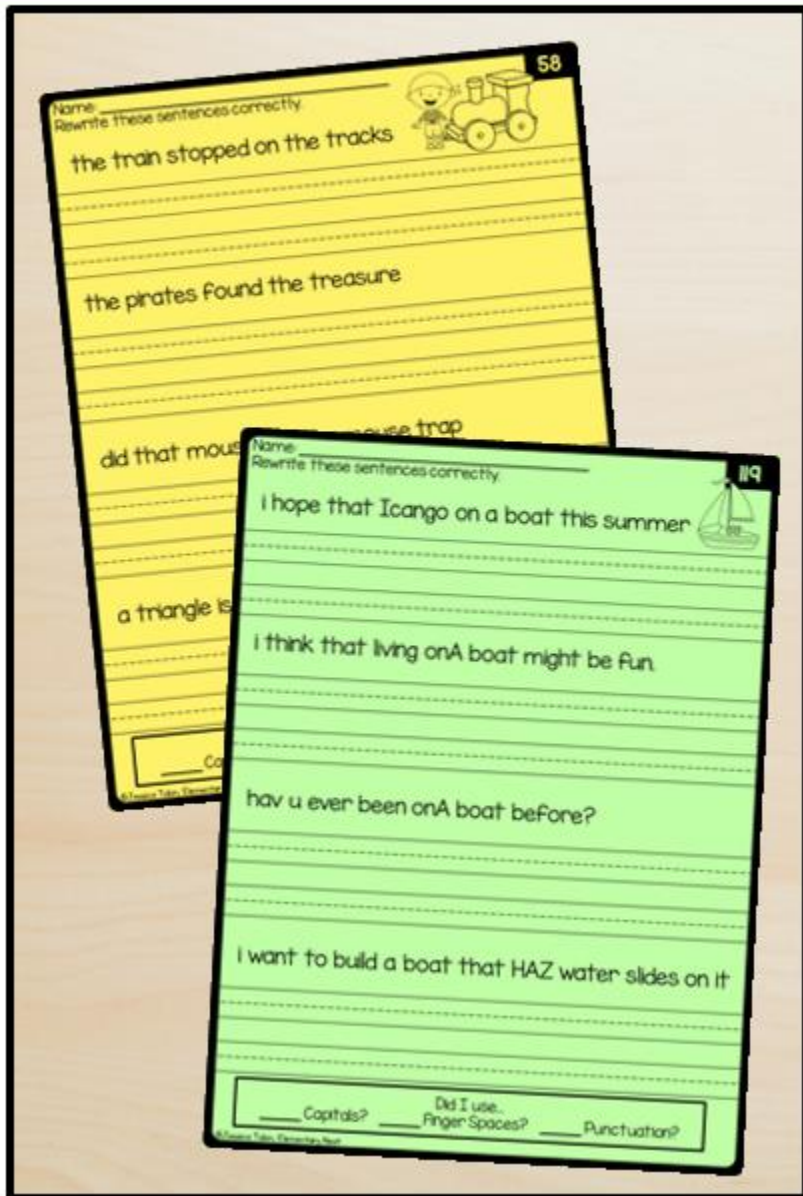 58
Name:
Rewrite these sentences correctly.
the train stopped on the tracks
the pirates found the treasure
did that mous ouse trap
a triangle is
Co
119
Name:
Rewrite these sentences correctly.
i hope that Icango on a boat this summer
i think that living onA boat might be fun.
hav u ever been onA boat before?
i want to build a boat that HAZ water slides on it
Did I use...
Capitals? Finger Spaces? Punctuation?